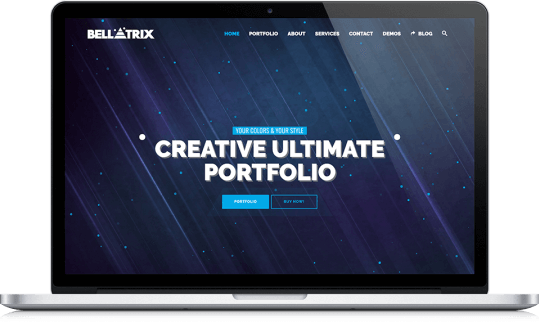 BELLATRIX
HOME PORTFOLIO ABOUT SERVICES CONTACT DEMOS BLOG
YOUR COLORS & YOUR STYLE
CREATIVE ULTIMATE
PORTFOLIO
PORTFOLIO BUY NOW!